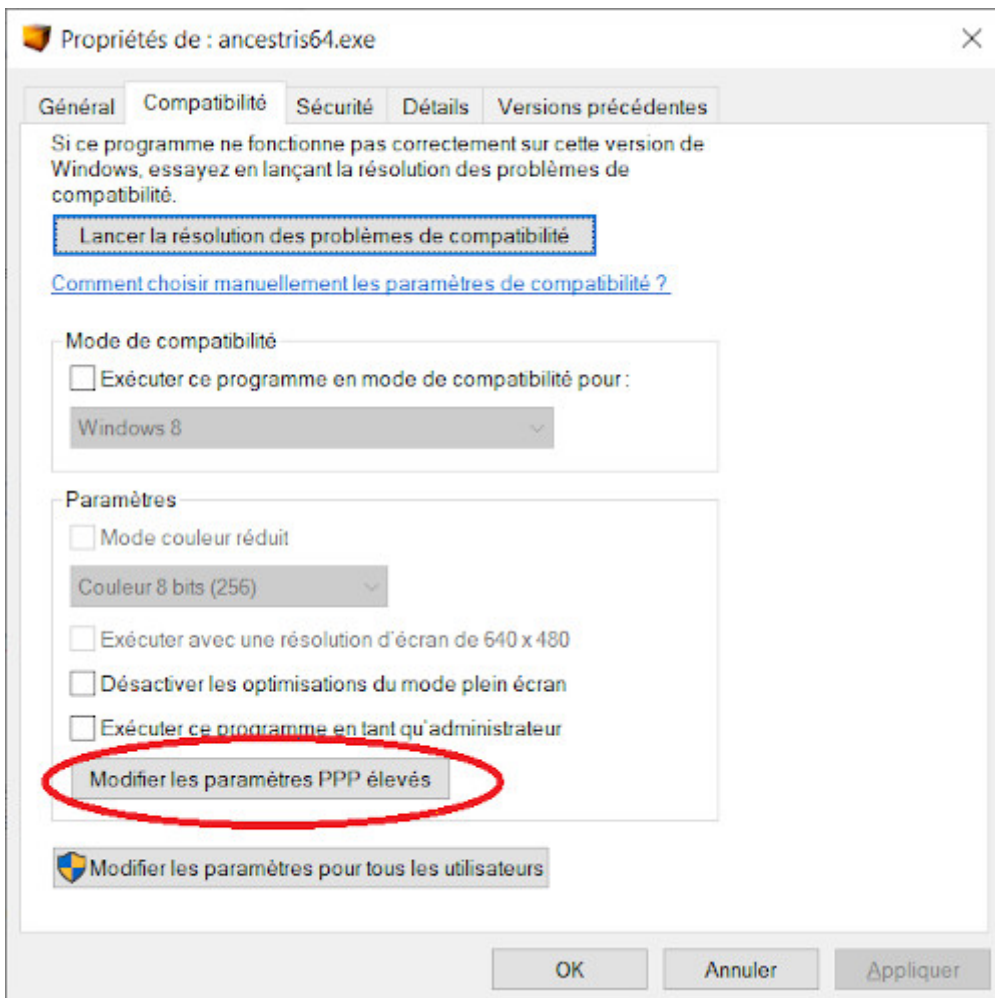 Propriétés de : ancestris64.exe
Général Compatibilité Sécurité Détails Versions précédentes
Si ce programme ne fonctionne pas correctement sur cette version de
Windows, essayez en lançant la résolution des problèmes de
compatibilité.
Lancer la résolution des problèmes de compatibilité
Comment choisir manuellement les paramètres de compatibilité ?
Mode de compatibilité
Exécuter ce programme en mode de compatibilité pour :
Windows 8
Paramètres
Mode couleur réduit
Couleur 8 bits (256)
Exécuter avec une résolution d'écran de 640 x 480
Désactiver les optimisations du mode plein écran
Exécuter ce programme en tant qu'administrateur
Modifier les paramètres PPP élevés
Modifier les paramètres pour tous les utilisateurs
OK Annuler Appliquer